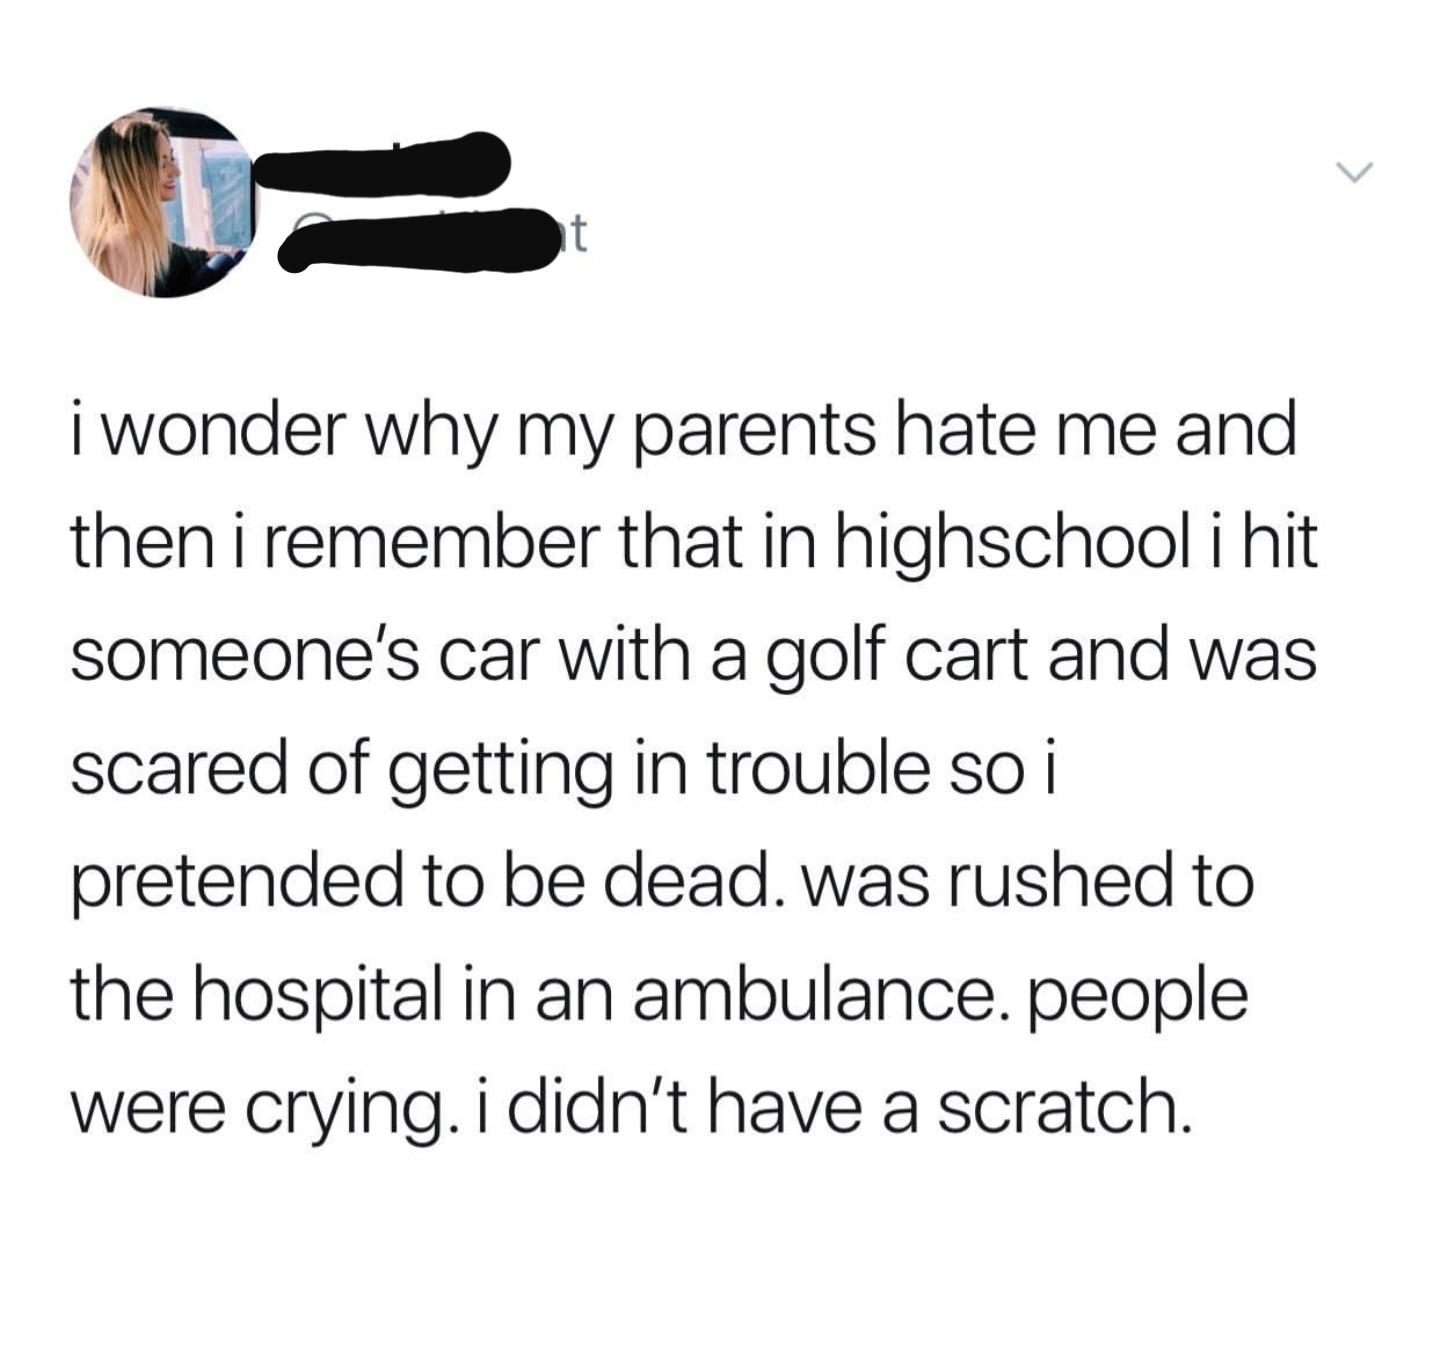 t
i wonder why my parents hate me and
then i remember that in highschool i hit
someone's car with a golf cart and was
scared of getting in trouble so i
pretended to be dead. was rushed to
the hospital in an ambulance. people
were crying. i didn't have a scratch.